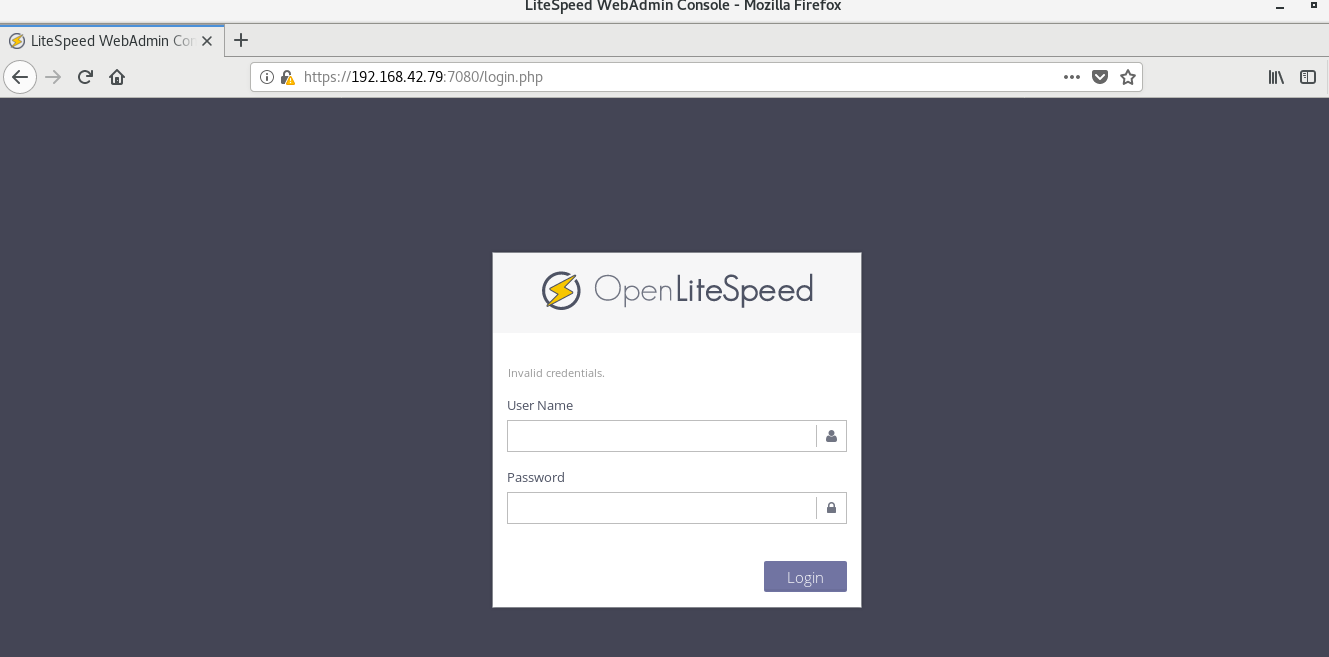 LiteSpeed WebAdmin Console - Mozilla Firefox
LiteSpeed WebAdmin Con
https://192.168.42.79:7080/login.php
OpenLiteSpeed
Invalid credentials.
User Name
Password
Login